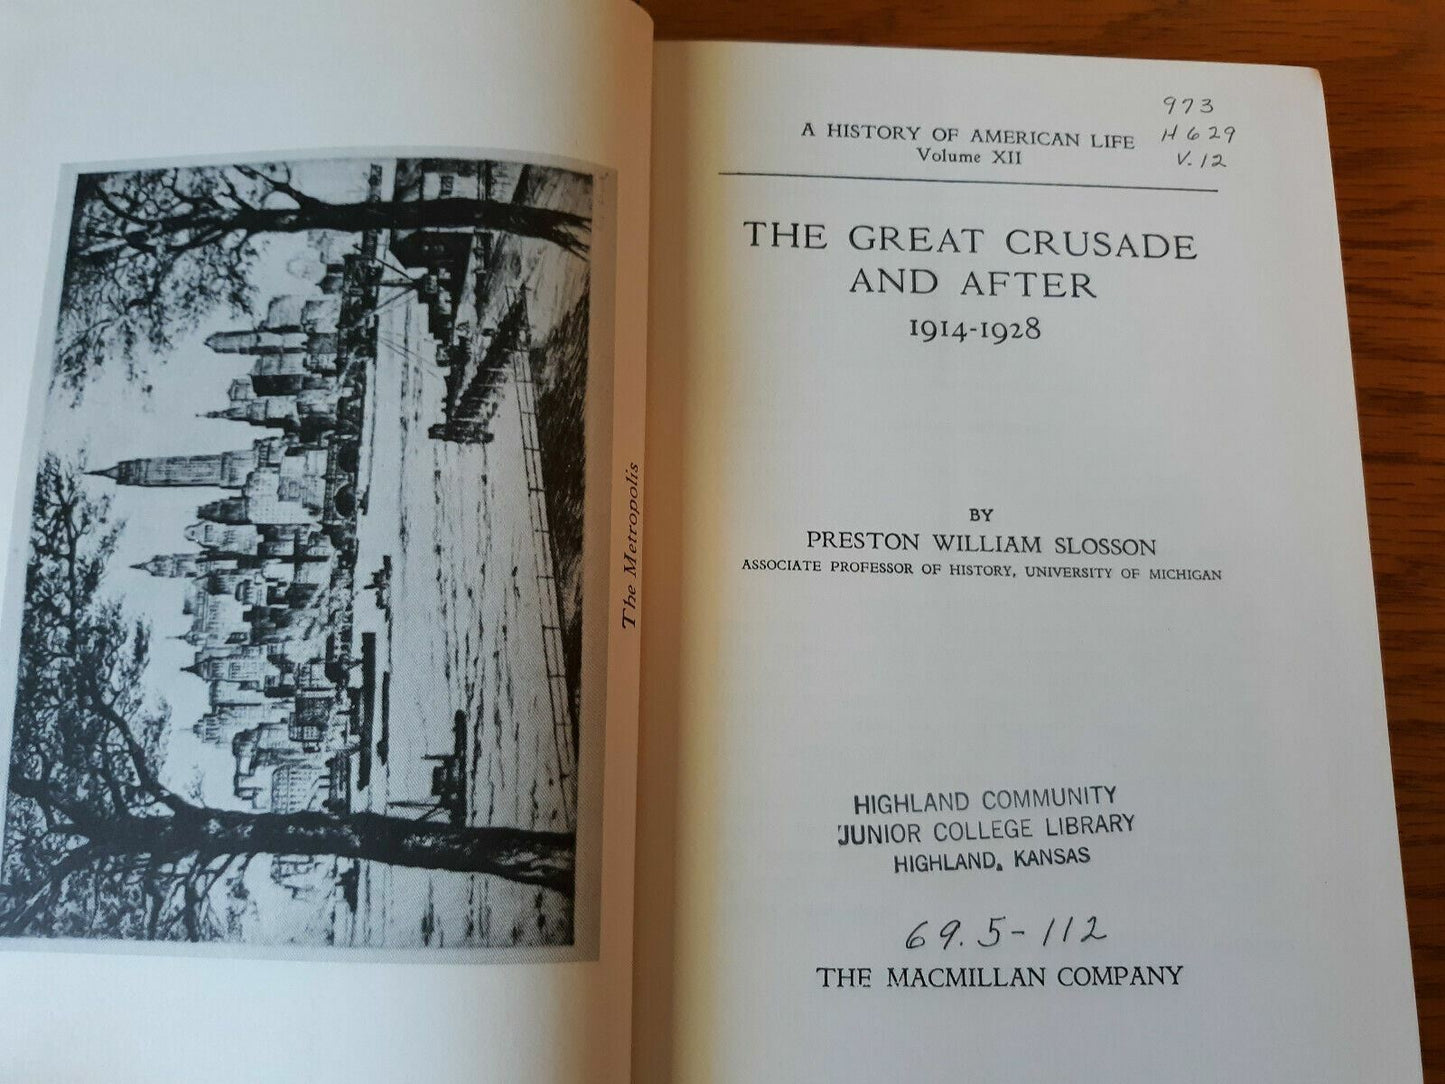 The Metropolis
973
H629
V.12
A HISTORY OF AMERICAN LIFE
Volume XII
THE GREAT CRUSADE
AND AFTER
1914-1928
BY
PRESTON WILLIAM SLOSSON
ASSOCIATE PROFESSOR OF HISTORY, UNIVERSITY OF MICHIGAN
HIGHLAND COMMUNITY
JUNIOR COLLEGE LIBRARY
HIGHLAND, KANSAS
69.5-112
THE MACMILLAN COMPANY